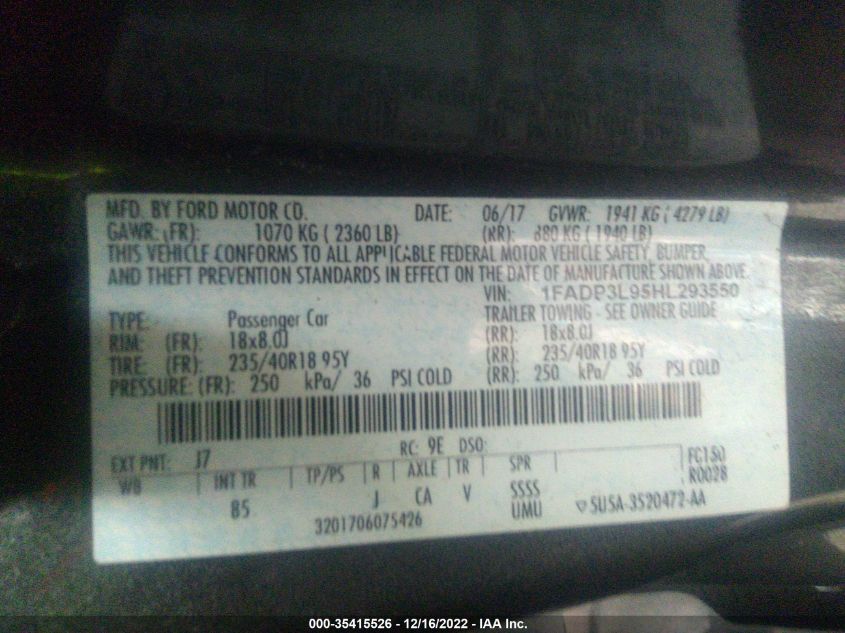 MFD. BY FORD MOTOR CO. DATE: 06/17 GVWR: 1941 KG ( 4279 LB)
GAWR: (FR): 1070 KG ( 2360 LB) (RR): 880 KG ( 1940 LB)
THIS VEHICLE CONFORMS TO ALL APPLICABLE FEDERAL MOTOR VEHICLE SAFETY, BUMPER,
AND THEFT PREVENTION STANDARDS IN EFFECT ON THE DATE OF MANUFACTURE SHOWN ABOVE.
VIN: 1FADP3L95HL293550
TYPE: Passenger Car TRAILER TOWING - SEE OWNER GUIDE
RIM: (FR): 18x8.0J (RR): 18x8.0J
TIRE: (FR): 235/40R18 95Y (RR): 235/40R18 95Y
PRESSURE: (FR): 250 kPa/ 36 PSI COLD (RR): 250 kPa/ 36 PSI COLD
EXT PNT: J7 RC: 9E DSO: FC150
WB INT TR TP/PS R AXLE TR SPR R0028
85 J CA V SSSS
UMU ▽5U5A-3520472-AA
3201706075426
000-35415526 - 12/16/2022 - IAA Inc.